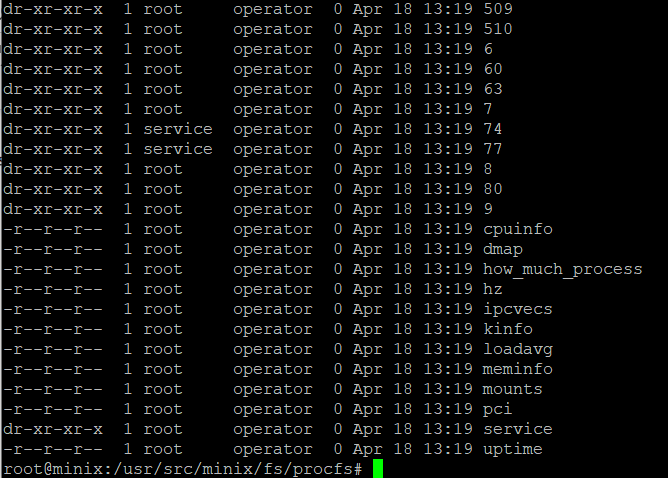 dr-xr-xr-x  1 root     operator  0 Apr 18 13:19 509
dr-xr-xr-x  1 root     operator  0 Apr 18 13:19 510
dr-xr-xr-x  1 root     operator  0 Apr 18 13:19 6
dr-xr-xr-x  1 root     operator  0 Apr 18 13:19 60
dr-xr-xr-x  1 root     operator  0 Apr 18 13:19 63
dr-xr-xr-x  1 root     operator  0 Apr 18 13:19 7
dr-xr-xr-x  1 service  operator  0 Apr 18 13:19 74
dr-xr-xr-x  1 service  operator  0 Apr 18 13:19 77
dr-xr-xr-x  1 root     operator  0 Apr 18 13:19 8
dr-xr-xr-x  1 root     operator  0 Apr 18 13:19 80
dr-xr-xr-x  1 root     operator  0 Apr 18 13:19 9
-r--r--r--  1 root     operator  0 Apr 18 13:19 cpuinfo
-r--r--r--  1 root     operator  0 Apr 18 13:19 dmap
-r--r--r--  1 root     operator  0 Apr 18 13:19 how_much_process
-r--r--r--  1 root     operator  0 Apr 18 13:19 hz
-r--r--r--  1 root     operator  0 Apr 18 13:19 ipcvecs
-r--r--r--  1 root     operator  0 Apr 18 13:19 kinfo
-r--r--r--  1 root     operator  0 Apr 18 13:19 loadavg
-r--r--r--  1 root     operator  0 Apr 18 13:19 meminfo
-r--r--r--  1 root     operator  0 Apr 18 13:19 mounts
-r--r--r--  1 root     operator  0 Apr 18 13:19 pci
dr-xr-xr-x  1 root     operator  0 Apr 18 13:19 service
-r--r--r--  1 root     operator  0 Apr 18 13:19 uptime
root@minix:/usr/src/minix/fs/procfs#